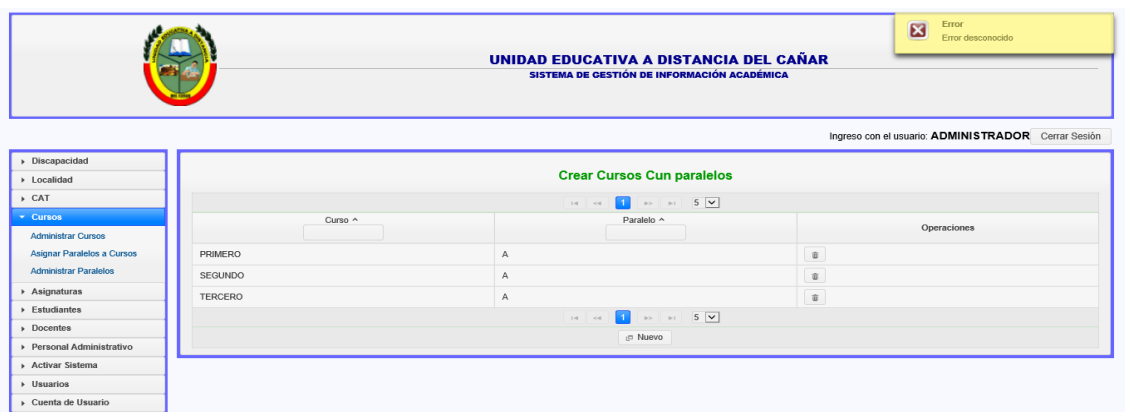 Error
Error desconocido
UNIDAD EDUCATIVA A DISTANCIA DEL CAÑAR
SISTEMA DE GESTIÓN DE INFORMACIÓN ACADÉMICA
Ingreso con el usuario: ADMINISTRADOR Cerrar Sesión
Discapacidad
Localidad
CAT
Cursos
Administrar Cursos
Asignar Paralelos a Cursos
Administrar Paralelos
Asignaturas
Estudiantes
Docentes
Personal Administrativo
Activar Sistema
Usuarios
Cuenta de Usuario
Crear Cursos Cun paralelos
1 5
Curso Paralelo Operaciones
PRIMERO A
SEGUNDO A
TERCERO A
1 5
Nuevo